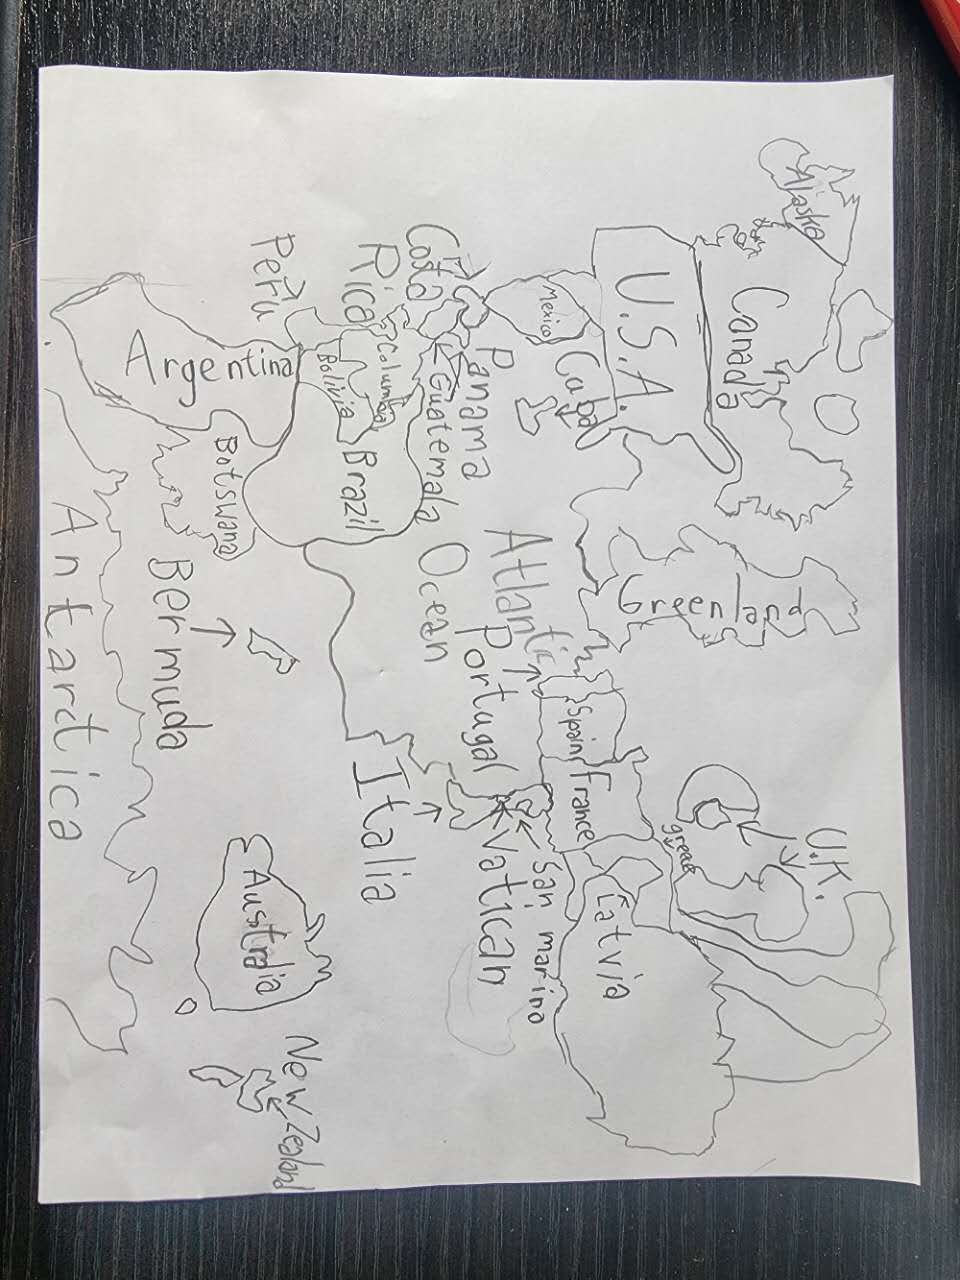 Alaska
Canada
U.S.A.
Mexico
Cuba
Greenland
Costa
Rica
Panama
Guatemala
Columbia
Bolivia
Brazil
Peru
Argentina
Botswana
Bermuda
Atlantic
Ocean
Portugal
Spain
France
U.K.
Italia
Vatican
San marino
Latvia
Australia
New Zealand
Antarctica